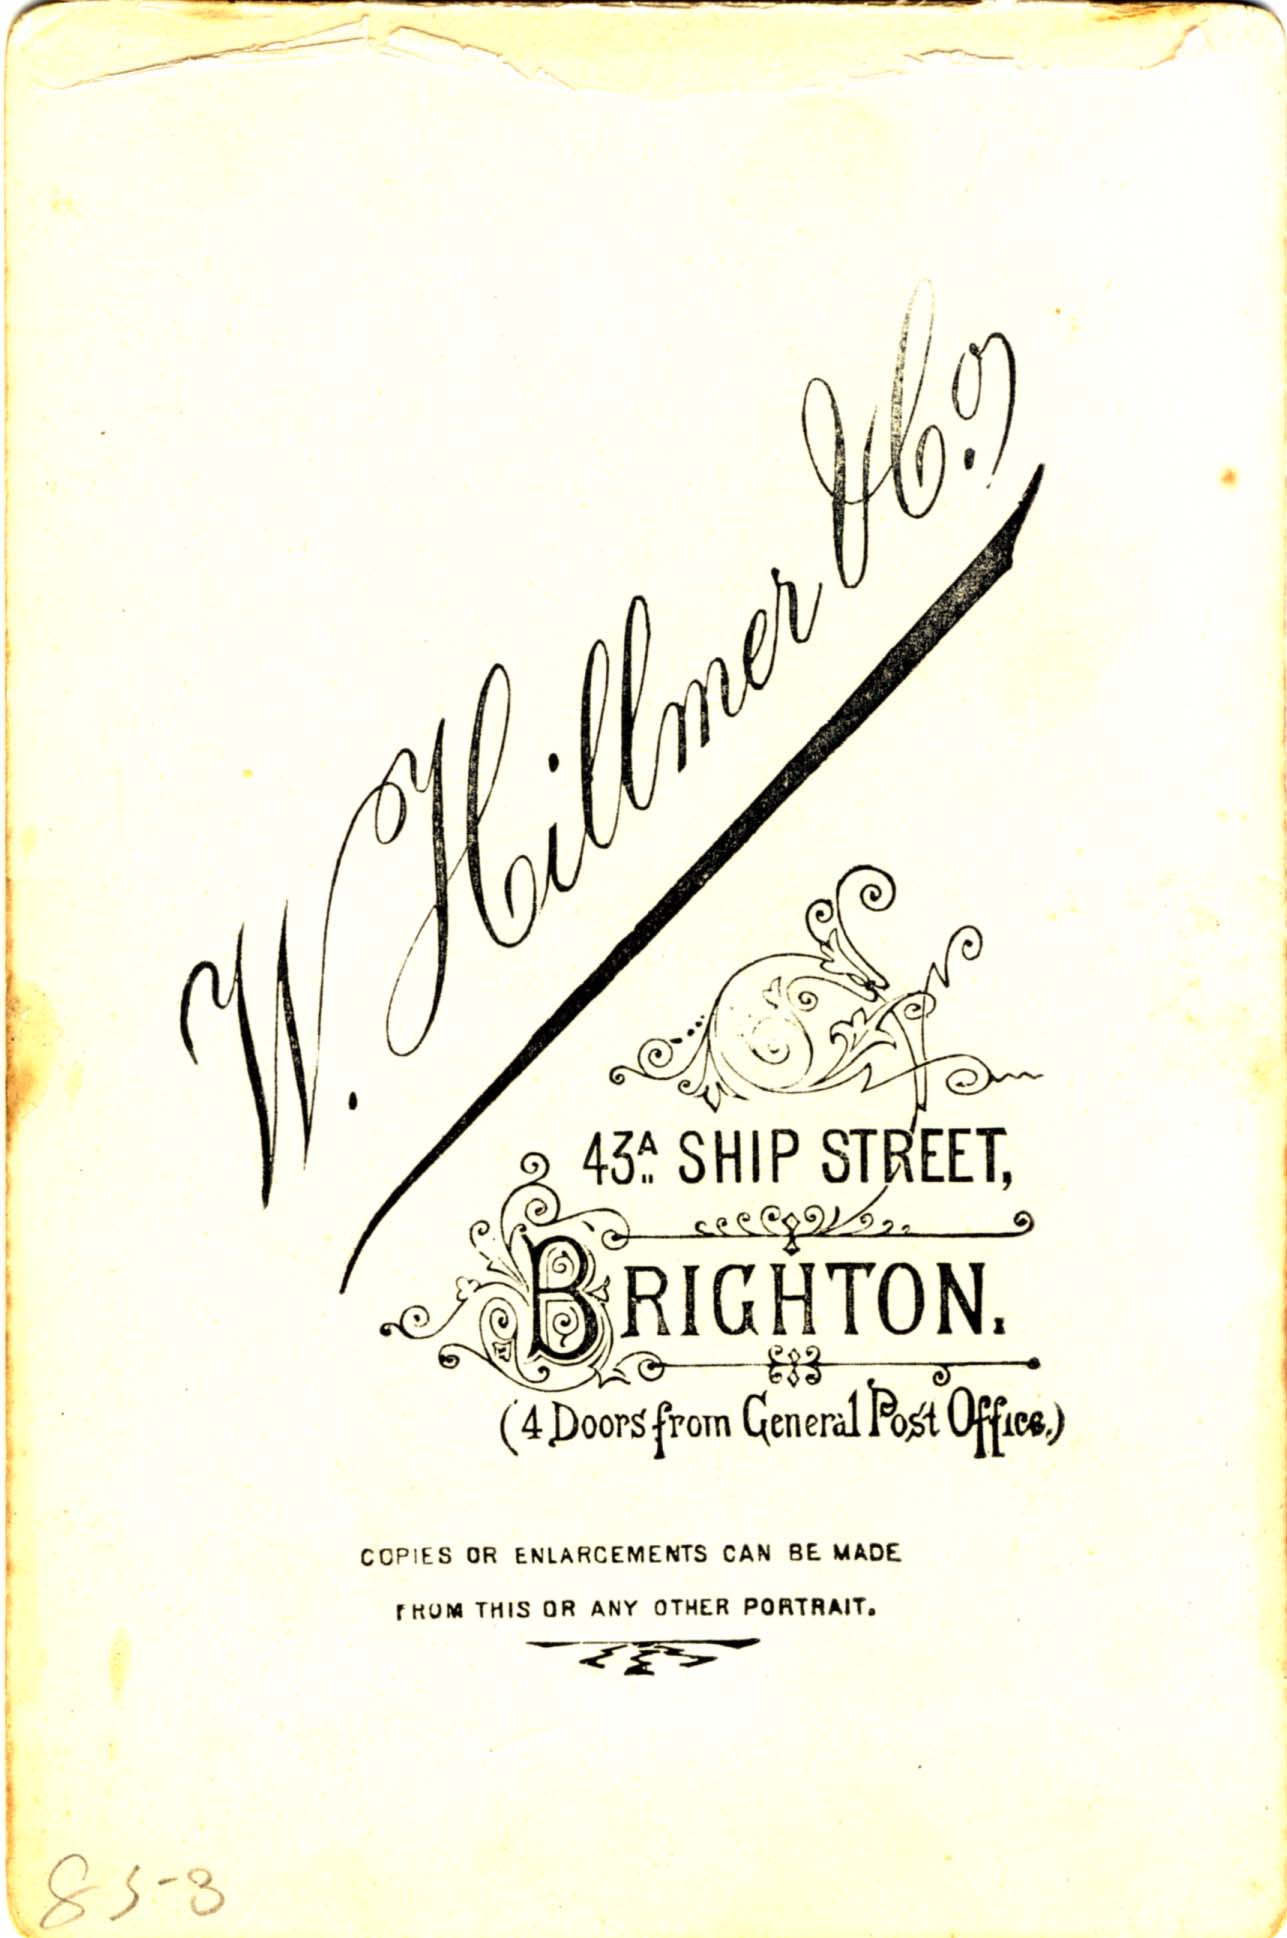 W. Hillmer & Co.
43A SHIP STREET,
BRIGHTON.
(4 Doors from General Post Office.)
COPIES OR ENLARGEMENTS CAN BE MADE
FROM THIS OR ANY OTHER PORTRAIT.
85-3